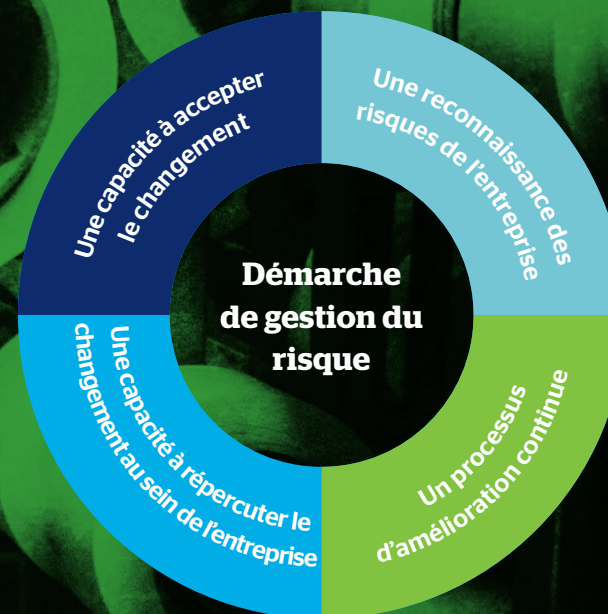 Une capacité à accepter
le changement
Une reconnaissance des
risques de l'entreprise
Démarche
de gestion du
risque
Une capacité à répercuter le
changement au sein de l'entreprise
Un processus
d'amélioration continue